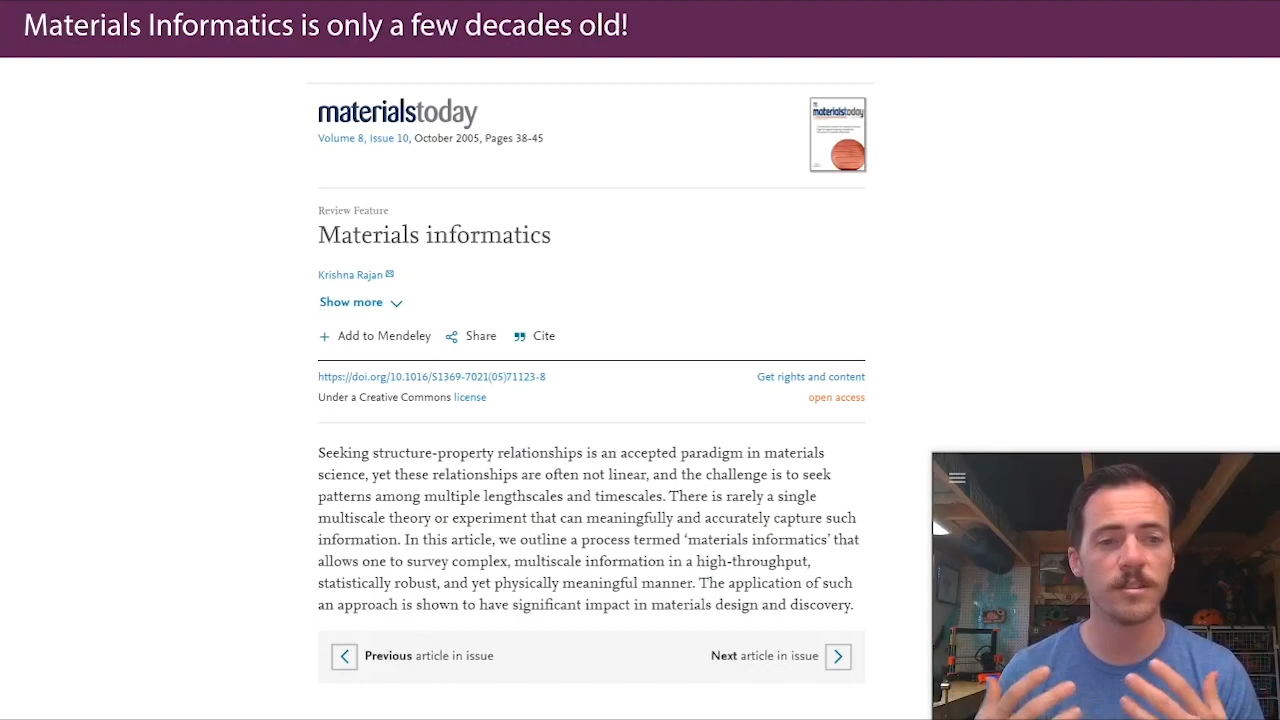 Materials Informatics is only a few decades old!
materialstoday
Volume 8, Issue 10, October 2005, Pages 38-45
materialstoday
Review Feature
Materials informatics
Krishna Rajan
Show more
Add to Mendeley Share Cite
https://doi.org/10.1016/S1369-7021(05)71123-8 Get rights and content
Under a Creative Commons license open access
Seeking structure-property relationships is an accepted paradigm in materials
science, yet these relationships are often not linear, and the challenge is to seek
patterns among multiple lengthscales and timescales. There is rarely a single
multiscale theory or experiment that can meaningfully and accurately capture such
information. In this article, we outline a process termed ‘materials informatics’ that
allows one to survey complex, multiscale information in a high-throughput,
statistically robust, and yet physically meaningful manner. The application of such
an approach is shown to have significant impact in materials design and discovery.
Previous article in issue Next article in issue